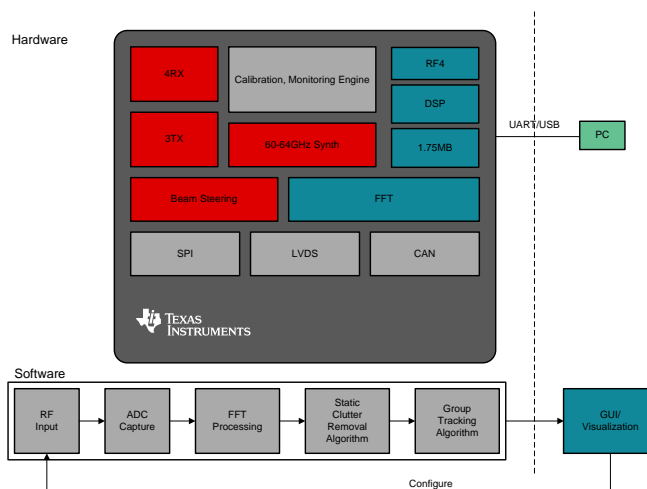 Hardware
4RX
Calibration, Monitoring Engine
RF4
DSP
3TX
60-64GHz Synth
1.75MB
UART/USB
PC
Beam Steering
FFT
SPI
LVDS
CAN
TEXAS
INSTRUMENTS
Software
RF
Input
ADC
Capture
FFT
Processing
Static
Clutter
Removal
Algorithm
Group
Tracking
Algorithm
GUI/
Visualization
Configure